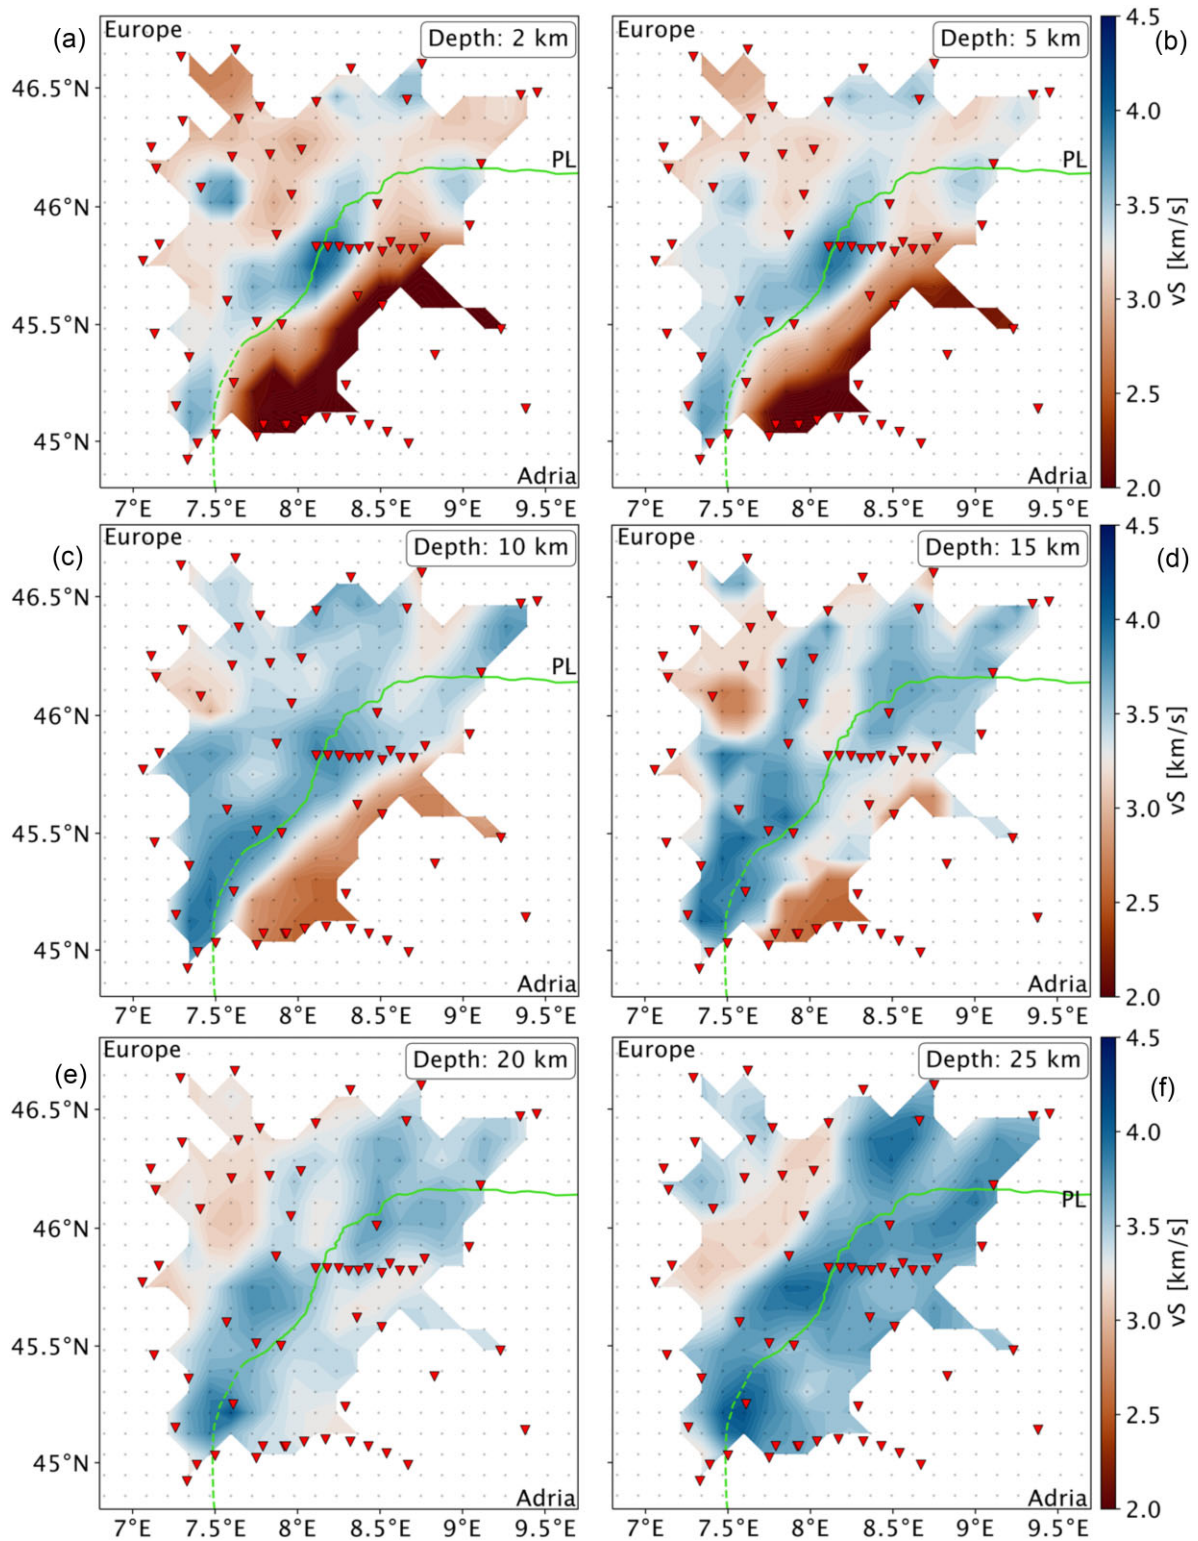 (a)
Europe
Depth: 2 km
Europe
Depth: 5 km
(b)
4.5
46.5°N
46°N
45.5°N
45°N
PL
PL
4.0
3.5
3.0
2.5
2.0
vS [km/s]
Adria
Adria
7°E 7.5°E 8°E 8.5°E 9°E 9.5°E
7°E 7.5°E 8°E 8.5°E 9°E 9.5°E
(c)
Europe
Depth: 10 km
Europe
Depth: 15 km
(d)
4.5
46.5°N
46°N
45.5°N
45°N
PL
4.0
3.5
3.0
2.5
2.0
vS [km/s]
Adria
Adria
7°E 7.5°E 8°E 8.5°E 9°E 9.5°E
7°E 7.5°E 8°E 8.5°E 9°E 9.5°E
(e)
Europe
Depth: 20 km
Europe
Depth: 25 km
(f)
4.5
46.5°N
46°N
45.5°N
45°N
PL
4.0
3.5
3.0
2.5
2.0
vS [km/s]
Adria
Adria
7°E 7.5°E 8°E 8.5°E 9°E 9.5°E
7°E 7.5°E 8°E 8.5°E 9°E 9.5°E